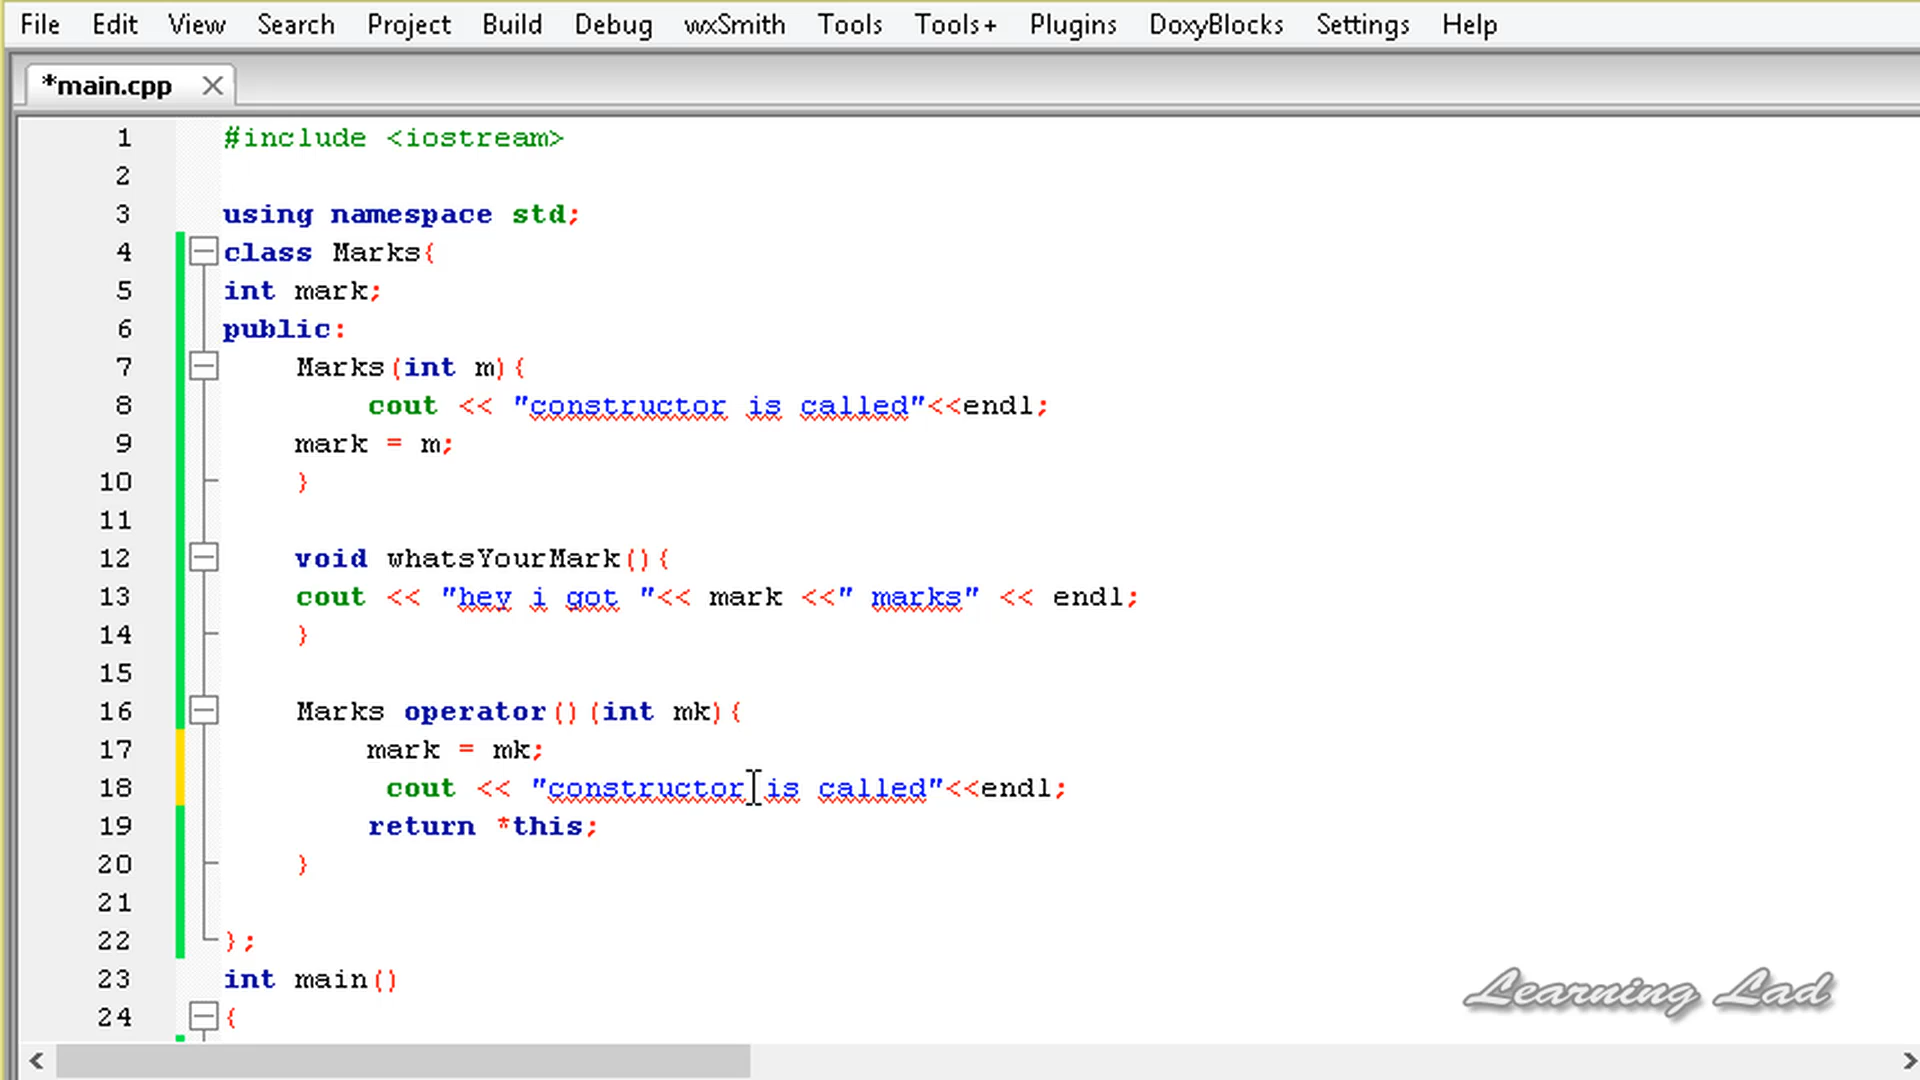 File Edit View Search Project Build Debug wxSmith Tools Tools+ Plugins DoxyBlocks Settings Help
*main.cpp
1 #include <iostream>
2
3 using namespace std;
4 class Marks{
5 int mark;
6 public:
7 Marks(int m){
8 cout << "constructor is called"<<endl;
9 mark = m;
10 }
11
12 void whatsYourMark(){
13 cout << "hey i got "<< mark <<" marks" << endl;
14 }
15
16 Marks operator()(int mk){
17 mark = mk;
18 cout << "constructor is called"<<endl;
19 return *this;
20 }
21
22 };
23 int main()
24 {
Learning Lad